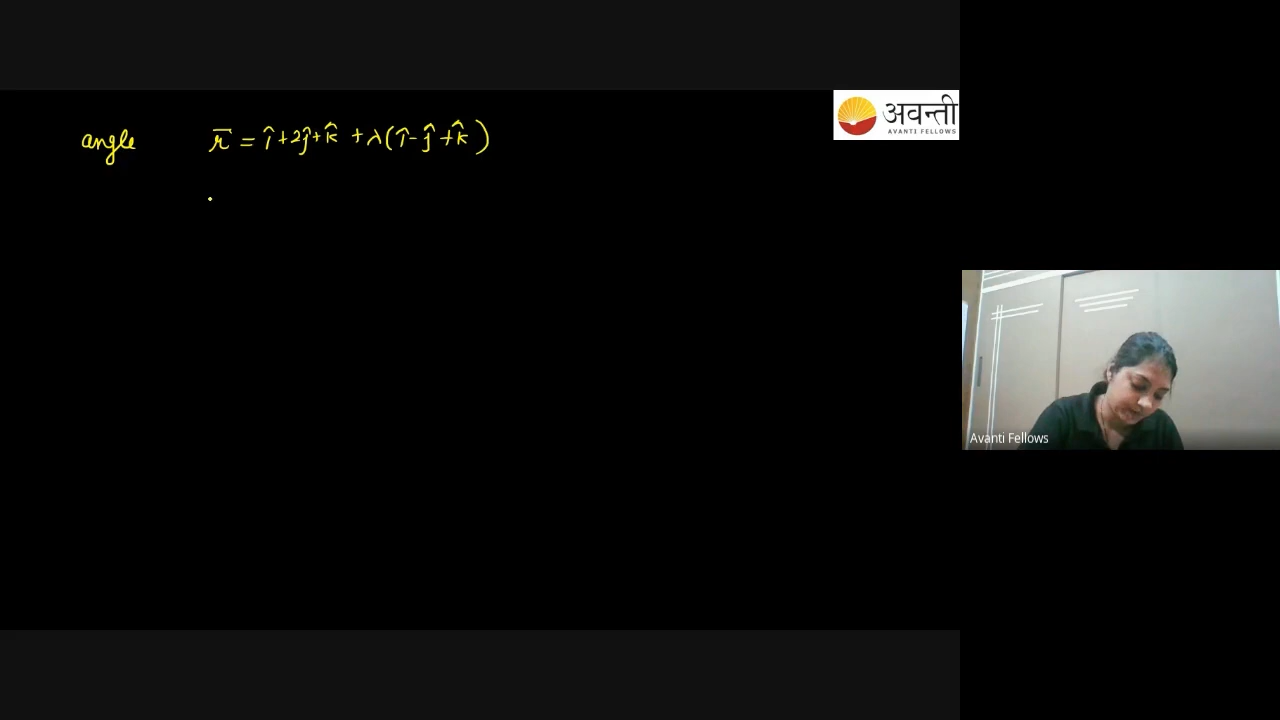 अवन्ती
AVANTI FELLOWS
angle r̄ = î + 2ĵ + k̂ + λ(î - ĵ + k̂)
Avanti Fellows